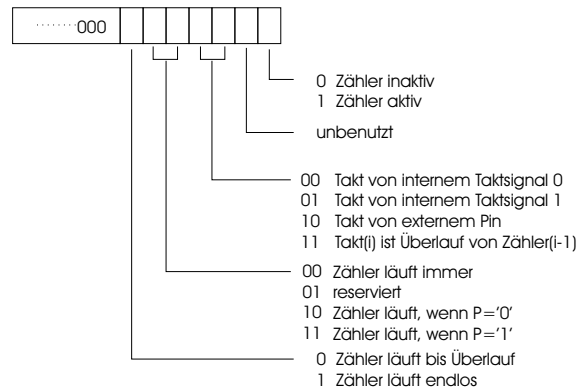 ........000
0 Zähler inaktiv
1 Zähler aktiv
unbenutzt
00 Takt von internem Taktsignal 0
01 Takt von internem Taktsignal 1
10 Takt von externem Pin
11 Takt(i) ist Überlauf von Zähler(i-1)
00 Zähler läuft immer
01 reserviert
10 Zähler läuft, wenn P='0'
11 Zähler läuft, wenn P='1'
0 Zähler läuft bis Überlauf
1 Zähler läuft endlos